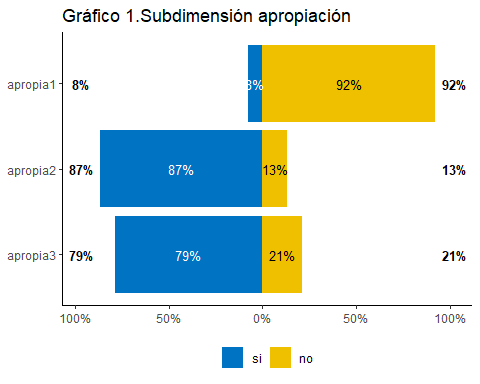 Gráfico 1.Subdimensión apropiación
apropia1 8% 8% 92% 92%
apropia2 87% 87% 13% 13%
apropia3 79% 79% 21% 21%
100% 50% 0% 50% 100%
si no